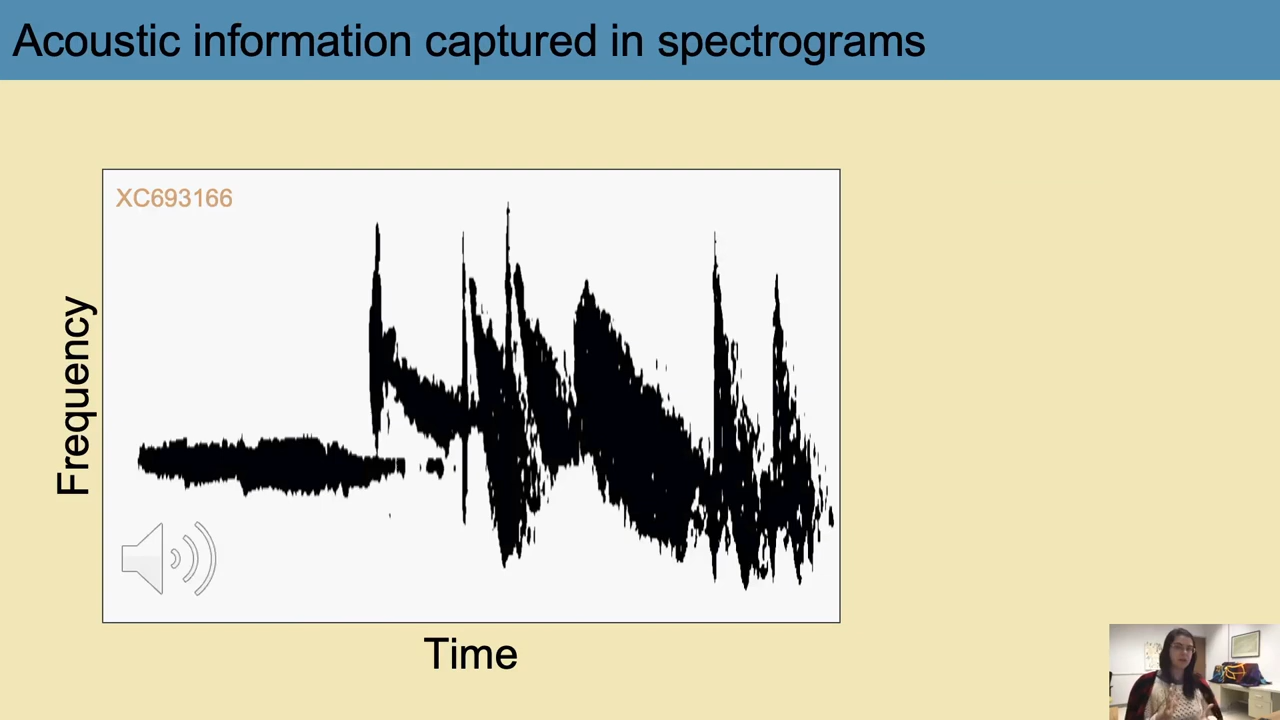 Acoustic information captured in spectrograms
XC693166
Frequency
Time